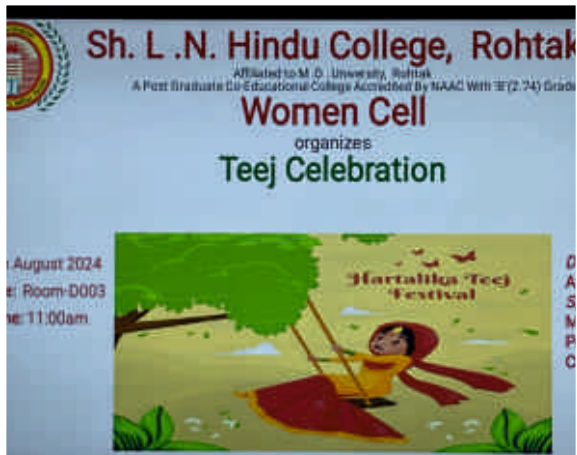 Sh. L .N. Hindu College, Rohtak
Affiliated to M.D. University, Rohtak
A Post Graduate Co-Educational College Accredited By NAAC With 'B'(2.74) Grade
Women Cell
organizes
Teej Celebration
August 2024
Room-D003
11:00am
Hartalika Teej
Festival